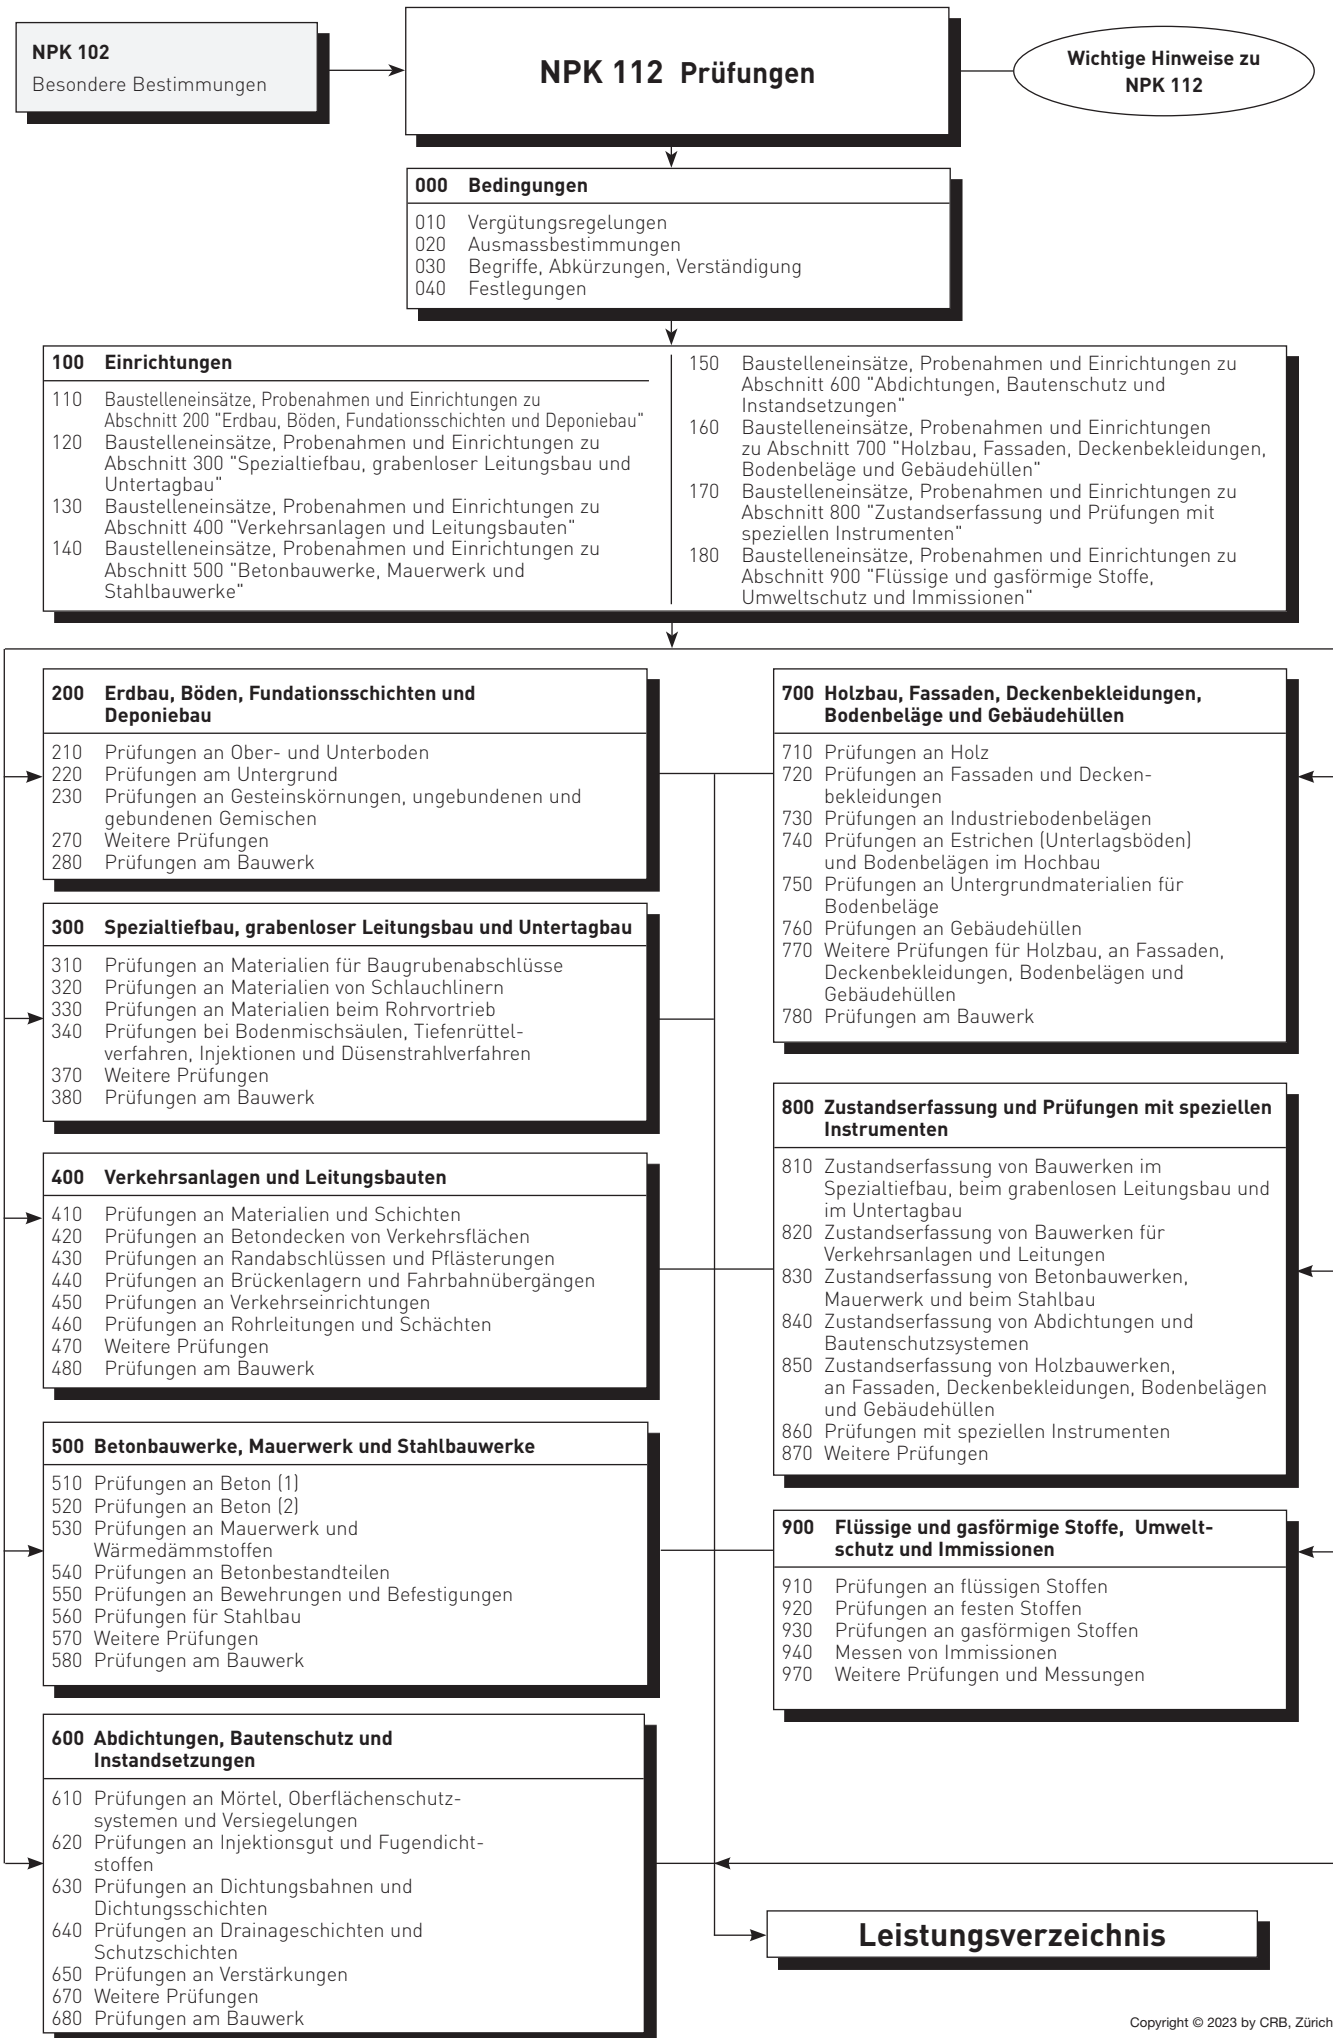 NPK 102
Besondere Bestimmungen
NPK 112 Prüfungen
Wichtige Hinweise zu
NPK 112
000 Bedingungen
010 Vergütungsregelungen
020 Ausmassbestimmungen
030 Begriffe, Abkürzungen, Verständigung
040 Festlegungen
100 Einrichtungen
110 Baustelleneinsätze, Probenahmen und Einrichtungen zu
Abschnitt 200 "Erdbau, Böden, Fundationsschichten und Deponiebau"
120 Baustelleneinsätze, Probenahmen und Einrichtungen zu
Abschnitt 300 "Spezialtiefbau, grabenloser Leitungsbau und
Untertagbau"
130 Baustelleneinsätze, Probenahmen und Einrichtungen zu
Abschnitt 400 "Verkehrsanlagen und Leitungsbauten"
140 Baustelleneinsätze, Probenahmen und Einrichtungen zu
Abschnitt 500 "Betonbauwerke, Mauerwerk und
Stahlbauwerke"
150 Baustelleneinsätze, Probenahmen und Einrichtungen zu
Abschnitt 600 "Abdichtungen, Bautenschutz und
Instandsetzungen"
160 Baustelleneinsätze, Probenahmen und Einrichtungen
zu Abschnitt 700 "Holzbau, Fassaden, Deckenbekleidungen,
Bodenbeläge und Gebäudehüllen"
170 Baustelleneinsätze, Probenahmen und Einrichtungen zu
Abschnitt 800 "Zustandserfassung und Prüfungen mit
speziellen Instrumenten"
180 Baustelleneinsätze, Probenahmen und Einrichtungen zu
Abschnitt 900 "Flüssige und gasförmige Stoffe,
Umweltschutz und Immissionen"
200 Erdbau, Böden, Fundationsschichten und
Deponiebau
210 Prüfungen an Ober- und Unterboden
220 Prüfungen am Untergrund
230 Prüfungen an Gesteinskörnungen, ungebundenen und
gebundenen Gemischen
270 Weitere Prüfungen
280 Prüfungen am Bauwerk
300 Spezialtiefbau, grabenloser Leitungsbau und Untertagbau
310 Prüfungen an Materialien für Baugrubenabschlüsse
320 Prüfungen an Materialien von Schlauchlinern
330 Prüfungen an Materialien beim Rohrvortrieb
340 Prüfungen bei Bodenmischsäulen, Tiefenrüttel-
verfahren, Injektionen und Düsenstrahlverfahren
370 Weitere Prüfungen
380 Prüfungen am Bauwerk
400 Verkehrsanlagen und Leitungsbauten
410 Prüfungen an Materialien und Schichten
420 Prüfungen an Betondecken von Verkehrsflächen
430 Prüfungen an Randabschlüssen und Pflästerungen
440 Prüfungen an Brückenlagern und Fahrbahnübergängen
450 Prüfungen an Verkehrseinrichtungen
460 Prüfungen an Rohrleitungen und Schächten
470 Weitere Prüfungen
480 Prüfungen am Bauwerk
500 Betonbauwerke, Mauerwerk und Stahlbauwerke
510 Prüfungen an Beton (1)
520 Prüfungen an Beton (2)
530 Prüfungen an Mauerwerk und
Wärmedämmstoffen
540 Prüfungen an Betonbestandteilen
550 Prüfungen an Bewehrungen und Befestigungen
560 Prüfungen für Stahlbau
570 Weitere Prüfungen
580 Prüfungen am Bauwerk
600 Abdichtungen, Bautenschutz und
Instandsetzungen
610 Prüfungen an Mörtel, Oberflächenschutz-
systemen und Versiegelungen
620 Prüfungen an Injektionsgut und Fugendicht-
stoffen
630 Prüfungen an Dichtungsbahnen und
Dichtungsschichten
640 Prüfungen an Drainageschichten und
Schutzschichten
650 Prüfungen an Verstärkungen
670 Weitere Prüfungen
680 Prüfungen am Bauwerk
700 Holzbau, Fassaden, Deckenbekleidungen,
Bodenbeläge und Gebäudehüllen
710 Prüfungen an Holz
720 Prüfungen an Fassaden und Decken-
bekleidungen
730 Prüfungen an Industriebodenbelägen
740 Prüfungen an Estrichen (Unterlagsböden)
und Bodenbelägen im Hochbau
750 Prüfungen an Untergrundmaterialien für
Bodenbeläge
760 Prüfungen an Gebäudehüllen
770 Weitere Prüfungen für Holzbau, an Fassaden,
Deckenbekleidungen, Bodenbelägen und
Gebäudehüllen
780 Prüfungen am Bauwerk
800 Zustandserfassung und Prüfungen mit speziellen
Instrumenten
810 Zustandserfassung von Bauwerken im
Spezialtiefbau, beim grabenlosen Leitungsbau und
im Untertagbau
820 Zustandserfassung von Bauwerken für
Verkehrsanlagen und Leitungen
830 Zustandserfassung von Betonbauwerken,
Mauerwerk und beim Stahlbau
840 Zustandserfassung von Abdichtungen und
Bautenschutzsystemen
850 Zustandserfassung von Holzbauwerken,
an Fassaden, Deckenbekleidungen, Bodenbelägen
und Gebäudehüllen
860 Prüfungen mit speziellen Instrumenten
870 Weitere Prüfungen
900 Flüssige und gasförmige Stoffe, Umwelt-
schutz und Immissionen
910 Prüfungen an flüssigen Stoffen
920 Prüfungen an festen Stoffen
930 Prüfungen an gasförmigen Stoffen
940 Messen von Immissionen
970 Weitere Prüfungen und Messungen
Leistungsverzeichnis
Copyright © 2023 by CRB, Zürich